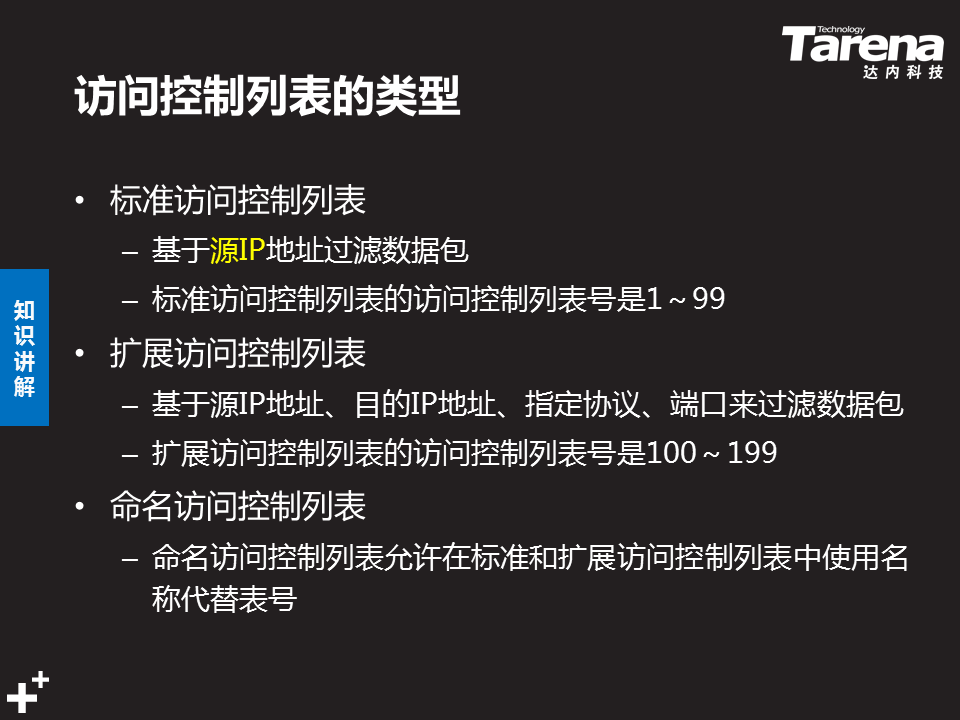 Technology
Tarena
达内科技
访问控制列表的类型
• 标准访问控制列表
– 基于源IP地址过滤数据包
– 标准访问控制列表的访问控制列表号是1～99
• 扩展访问控制列表
– 基于源IP地址、目的IP地址、指定协议、端口来过滤数据包
– 扩展访问控制列表的访问控制列表号是100～199
• 命名访问控制列表
– 命名访问控制列表允许在标准和扩展访问控制列表中使用名
称代替表号
知
识
讲
解